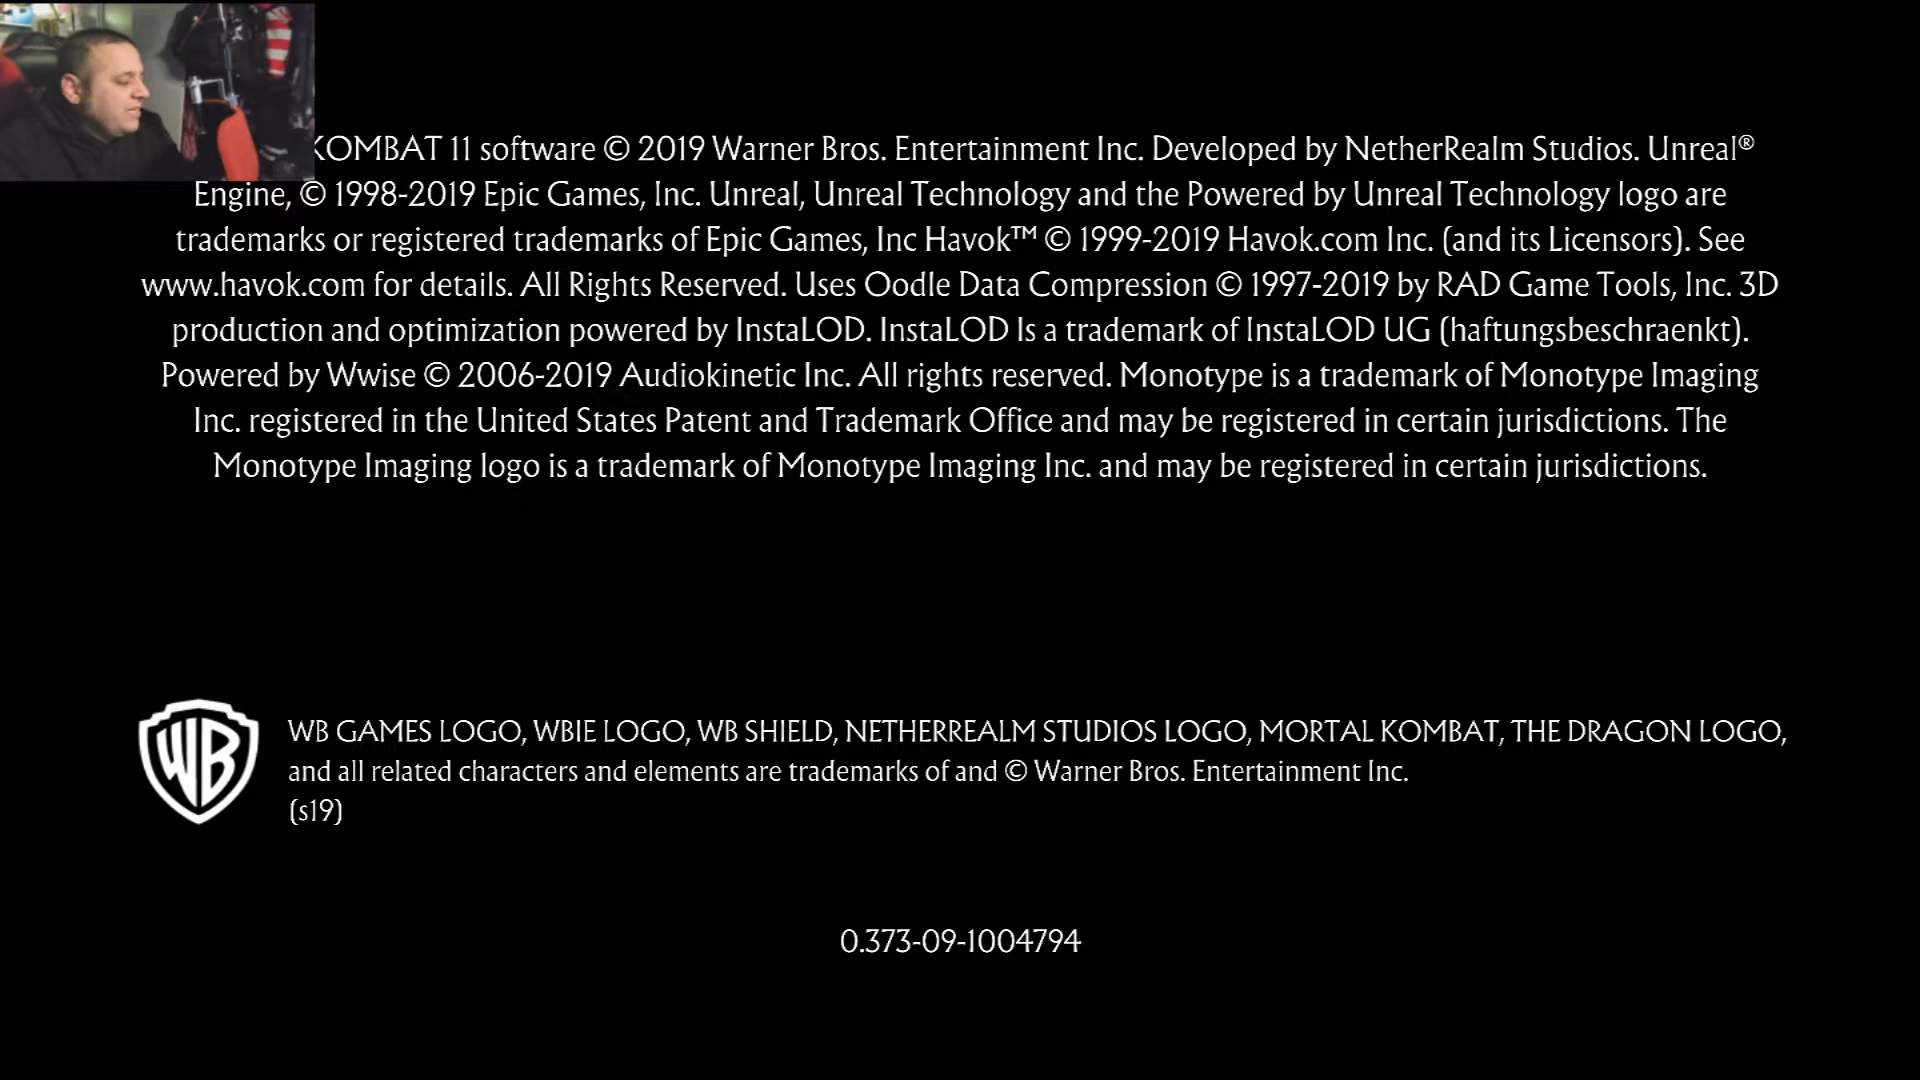 KOMBAT 11 software © 2019 Warner Bros. Entertainment Inc. Developed by NetherRealm Studios. Unreal®
Engine, © 1998-2019 Epic Games, Inc. Unreal, Unreal Technology and the Powered by Unreal Technology logo are
trademarks or registered trademarks of Epic Games, Inc Havok™ © 1999-2019 Havok.com Inc. (and its Licensors). See
www.havok.com for details. All Rights Reserved. Uses Oodle Data Compression © 1997-2019 by RAD Game Tools, Inc. 3D
production and optimization powered by InstaLOD. InstaLOD Is a trademark of InstaLOD UG (haftungsbeschraenkt).
Powered by Wwise © 2006-2019 Audiokinetic Inc. All rights reserved. Monotype is a trademark of Monotype Imaging
Inc. registered in the United States Patent and Trademark Office and may be registered in certain jurisdictions. The
Monotype Imaging logo is a trademark of Monotype Imaging Inc. and may be registered in certain jurisdictions.
WB
WB GAMES LOGO, WBIE LOGO, WB SHIELD, NETHERREALM STUDIOS LOGO, MORTAL KOMBAT, THE DRAGON LOGO,
and all related characters and elements are trademarks of and © Warner Bros. Entertainment Inc.
(s19)
0.373-09-1004794